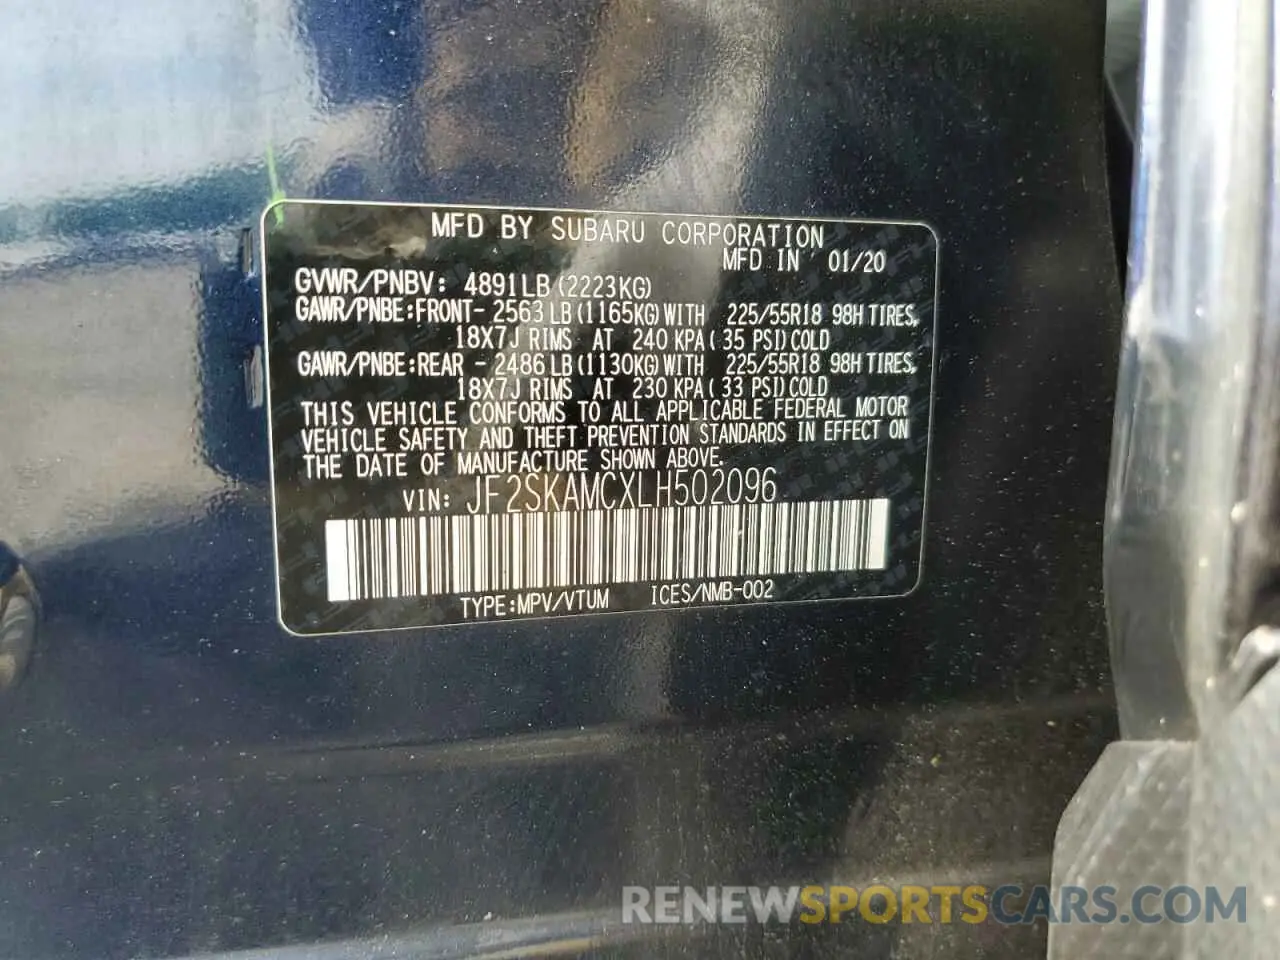 MFD BY SUBARU CORPORATION
MFD IN 01/20
GVWR/PNBV: 4891LB(2223KG)
GAWR/PNBE:FRONT- 2563LB(1165KG)WITH 225/55R18 98H TIRES,
18X7J RIMS AT 240 KPA(35 PSI)COLD
GAWR/PNBE:REAR - 2486LB(1130KG)WITH 225/55R18 98H TIRES,
18X7J RIMS AT 230 KPA(33 PSI)COLD
THIS VEHICLE CONFORMS TO ALL APPLICABLE FEDERAL MOTOR
VEHICLE SAFETY AND THEFT PREVENTION STANDARDS IN EFFECT ON
THE DATE OF MANUFACTURE SHOWN ABOVE.
VIN: JF2SKAMCXLH502096
TYPE:MPV/VTUM ICES/NMB-002
RENEWSPORTSCARS.COM